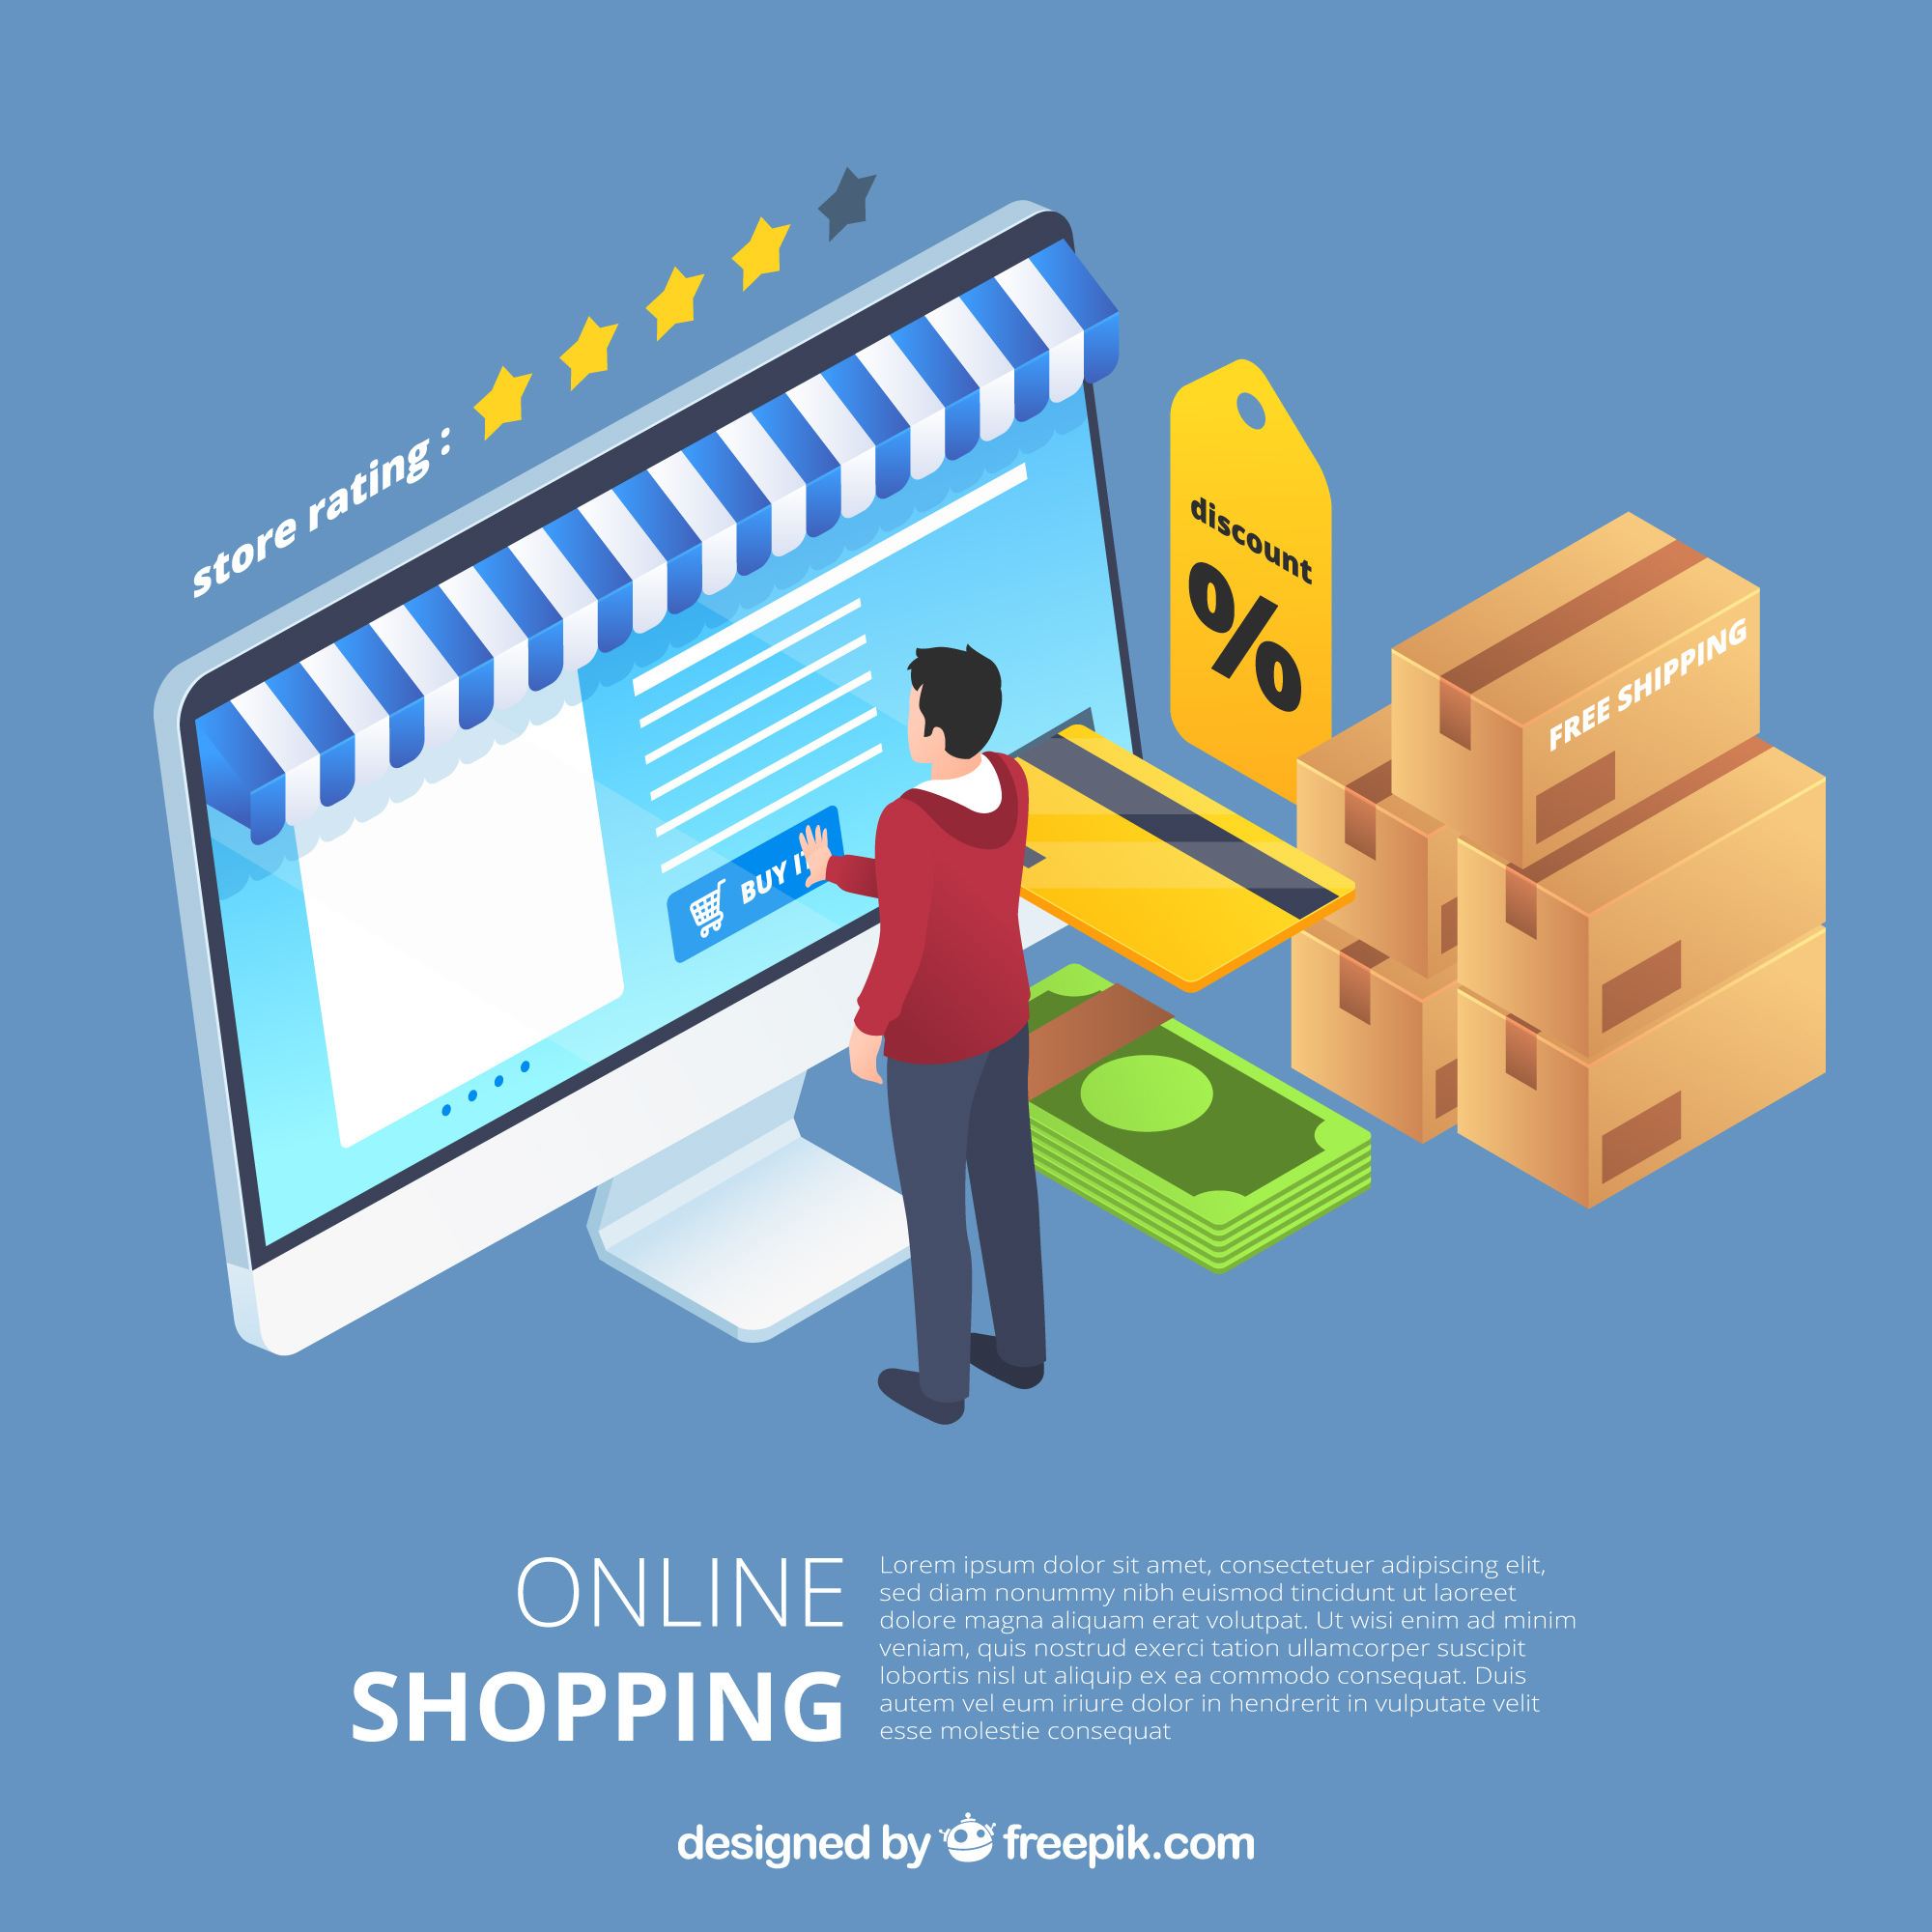 store rating :
discount
%
FREE SHIPPING
BUY IT
ONLINE
SHOPPING
Lorem ipsum dolor sit amet, consectetuer adipiscing elit,
sed diam nonummy nibh euismod tincidunt ut laoreet
dolore magna aliquam erat volutpat. Ut wisi enim ad minim
veniam, quis nostrud exerci tation ullamcorper suscipit
lobortis nisl ut aliquip ex ea commodo consequat. Duis
autem vel eum iriure dolor in hendrerit in vulputate velit
esse molestie consequat
designed by freepik.com